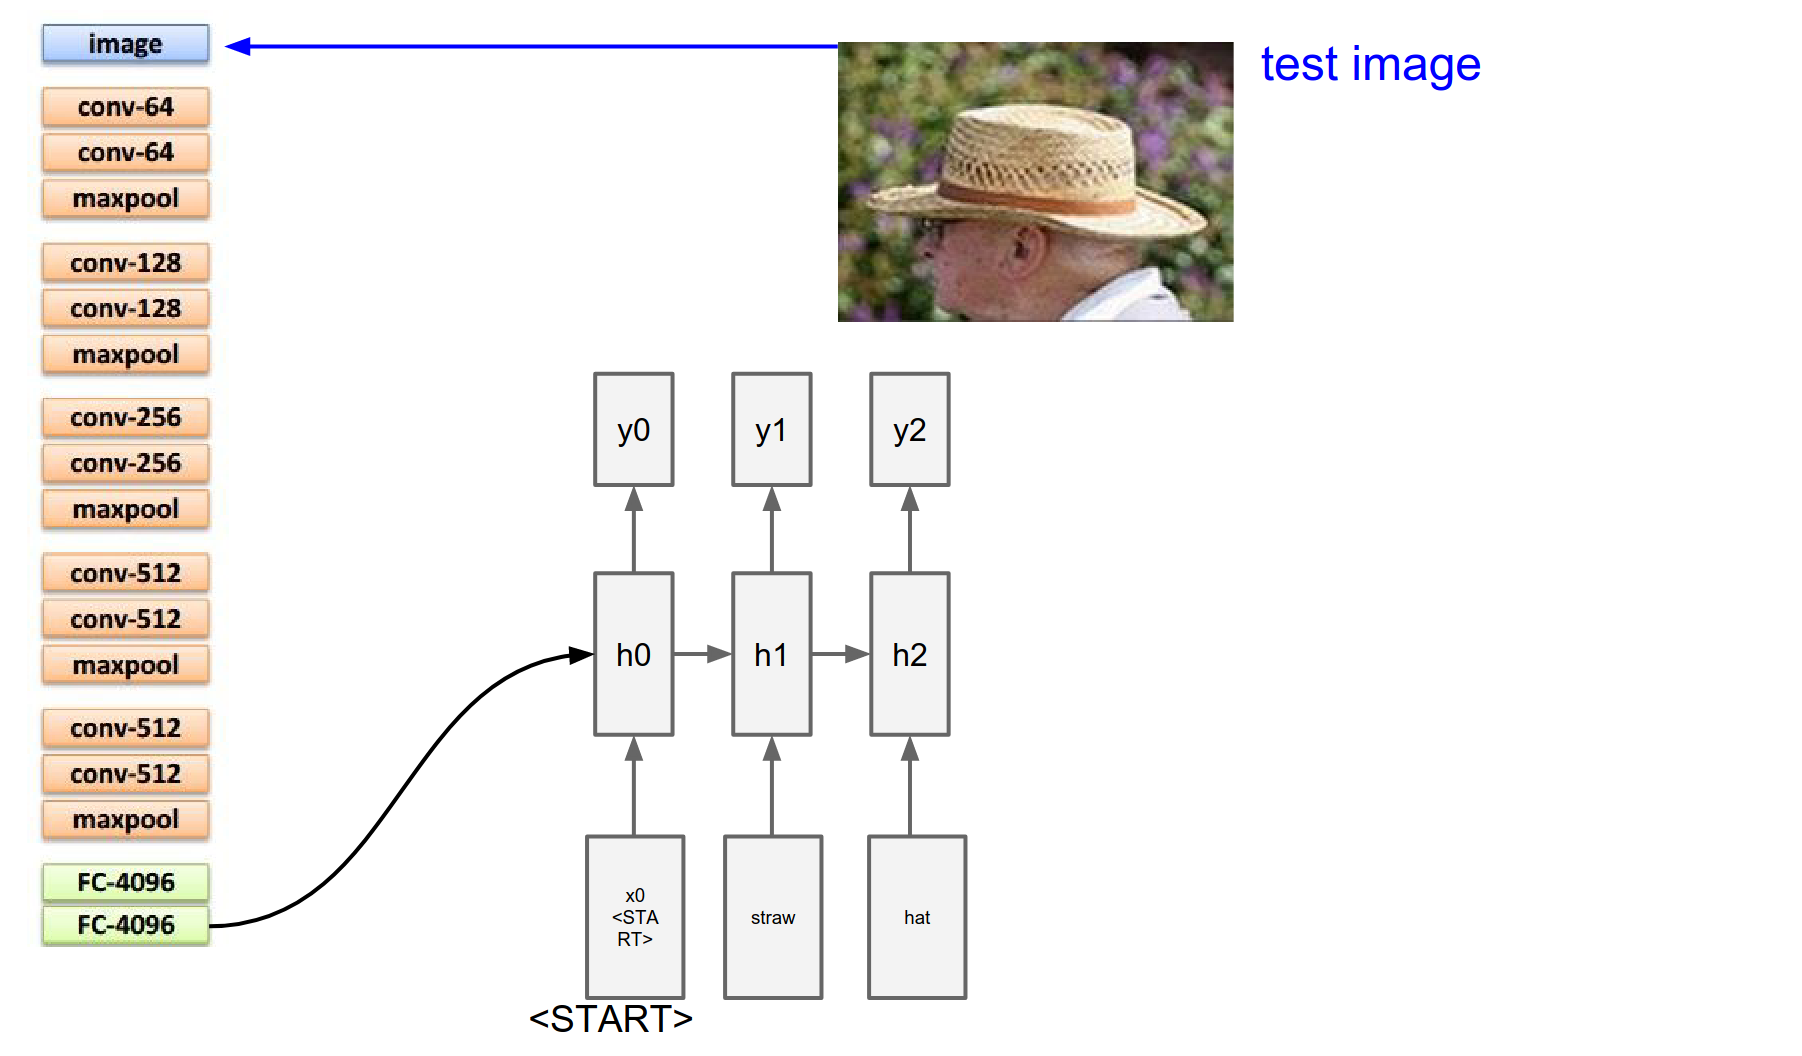 image
conv-64
conv-64
maxpool
conv-128
conv-128
maxpool
conv-256
conv-256
maxpool
conv-512
conv-512
maxpool
conv-512
conv-512
maxpool
FC-4096
FC-4096
test image
y0
y1
y2
h0
h1
h2
x0
<STA
RT>
straw
hat
<START>